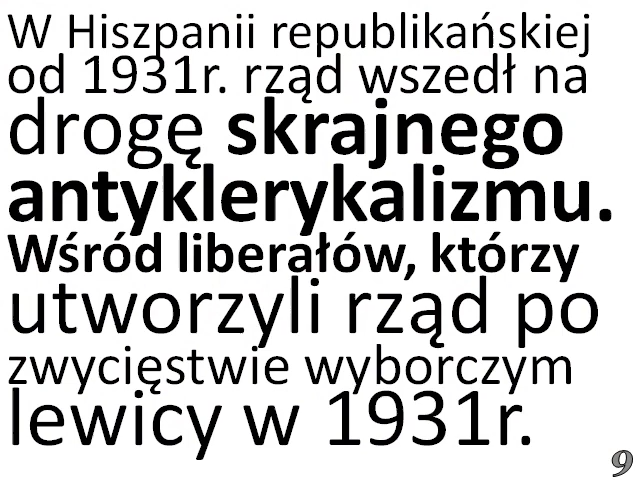 W Hiszpanii republikańskiej
od 1931r. rząd wszedł na
drogę skrajnego
antyklerykalizmu.
Wśród liberałów, którzy
utworzyli rząd po
zwycięstwie wyborczym
lewicy w 1931r.
9